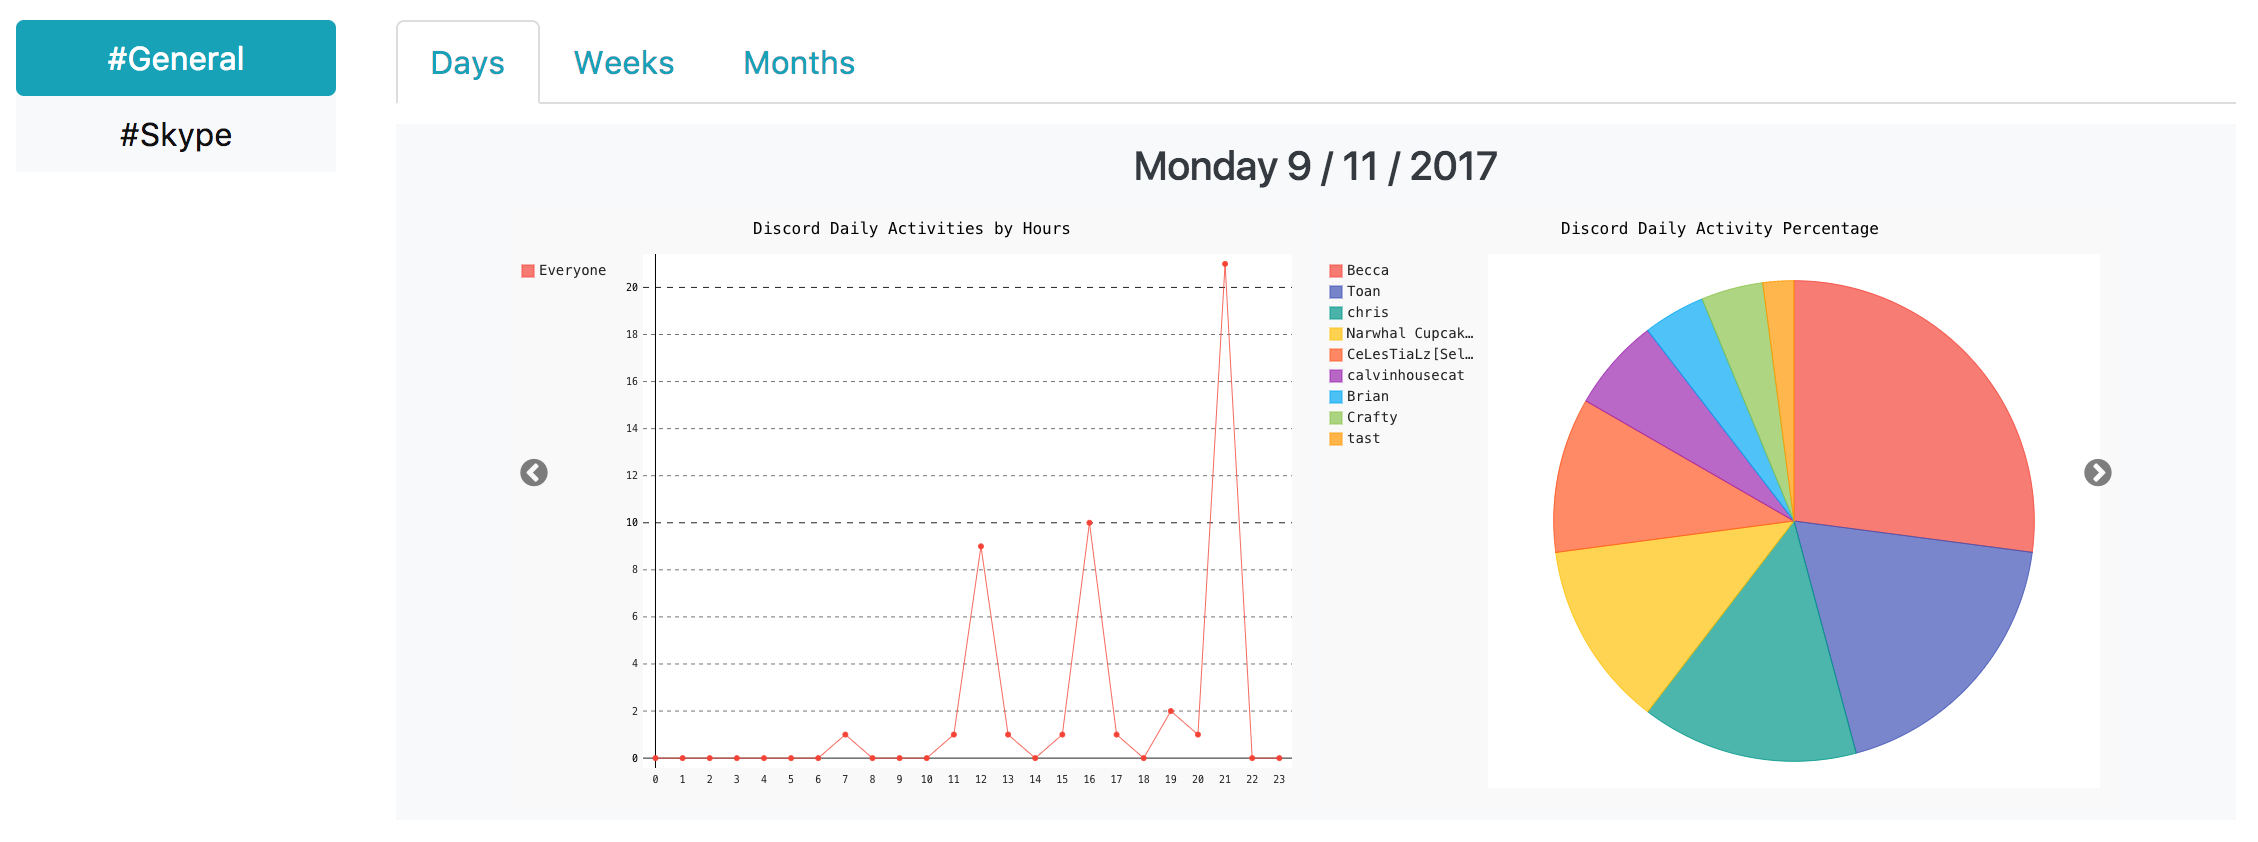 #General
#Skype
Days Weeks Months
Monday 9 / 11 / 2017
Discord Daily Activities by Hours
Everyone
20
18
16
14
12
10
8
6
4
2
0
0 1 2 3 4 5 6 7 8 9 10 11 12 13 14 15 16 17 18 19 20 21 22 23
Discord Daily Activity Percentage
Becca
Toan
chris
Narwhal Cupcak…
CeLesTiaLz[Sel…
calvinhousecat
Brian
Crafty
tast